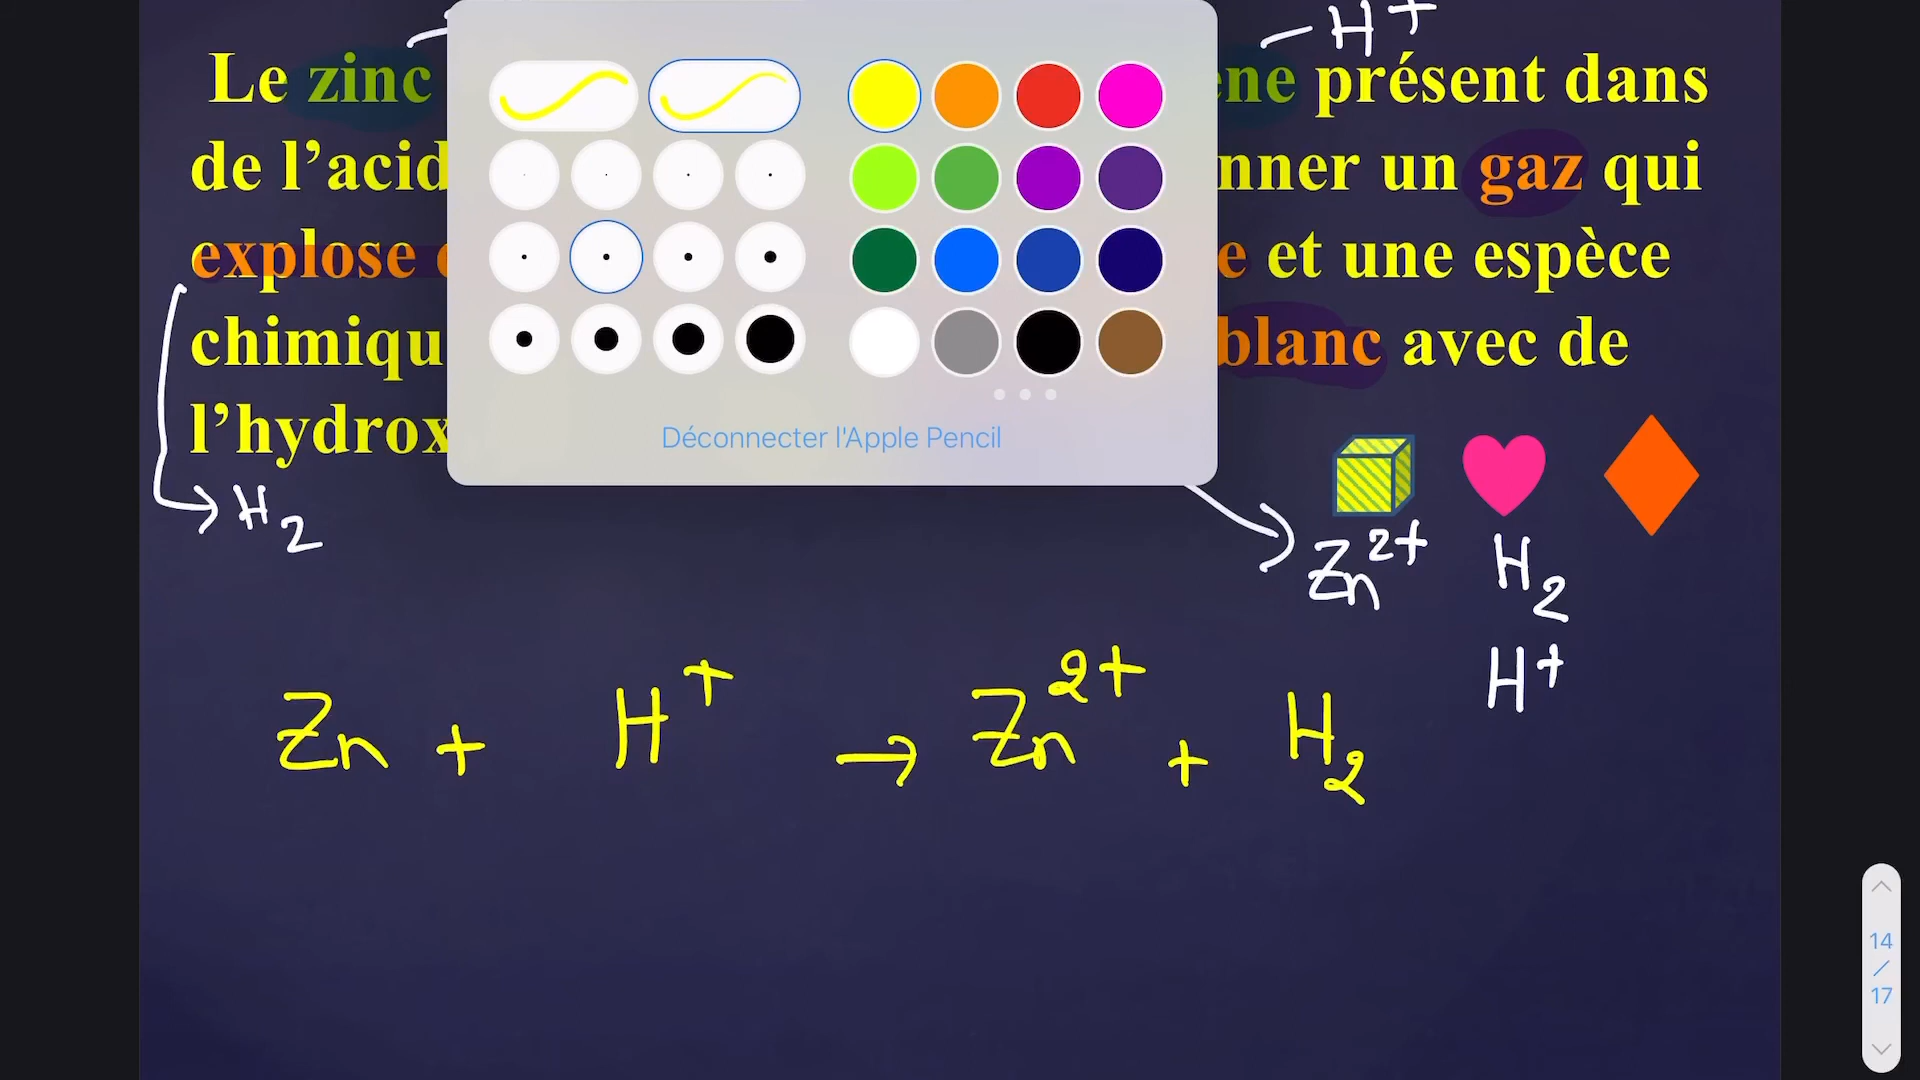 H+
Le zinc ène présent dans
de l’acid nner un gaz qui
explose e et une espèce
chimiqu blanc avec de
l’hydrox
Déconnecter l'Apple Pencil
H2
Zn2+ H2
H+
Zn + H+ → Zn2+ + H2
14
/
17